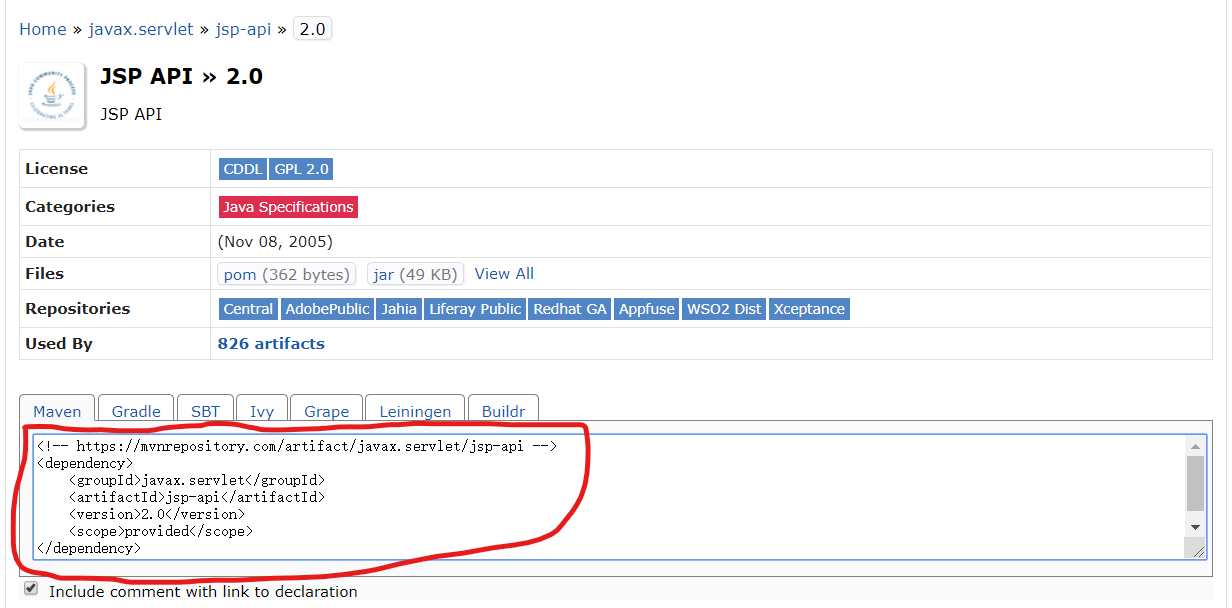 Home » javax.servlet » jsp-api » 2.0
JSP API » 2.0
JSP API
License CDDL GPL 2.0
Categories Java Specifications
Date (Nov 08, 2005)
Files pom (362 bytes) jar (49 KB) View All
Repositories Central AdobePublic Jahia Liferay Public Redhat GA Appfuse WSO2 Dist Xceptance
Used By 826 artifacts
Maven Gradle SBT Ivy Grape Leiningen Buildr
<!-- https://mvnrepository.com/artifact/javax.servlet/jsp-api -->
<dependency>
    <groupId>javax.servlet</groupId>
    <artifactId>jsp-api</artifactId>
    <version>2.0</version>
    <scope>provided</scope>
</dependency>
Include comment with link to declaration